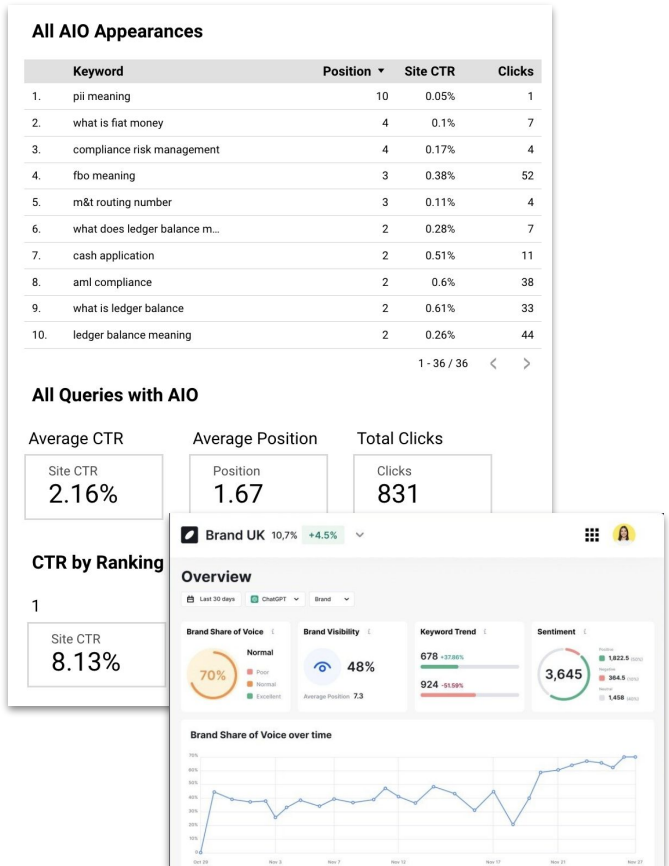 All AIO Appearances
Keyword Position Site CTR Clicks
1. pii meaning 10 0.05% 1
2. what is fiat money 4 0.1% 7
3. compliance risk management 4 0.17% 4
4. fbo meaning 3 0.38% 52
5. m&t routing number 3 0.11% 4
6. what does ledger balance m... 2 0.28% 7
7. cash application 2 0.51% 11
8. aml compliance 2 0.6% 38
9. what is ledger balance 2 0.61% 33
10. ledger balance meaning 2 0.26% 44
1 - 36 / 36
All Queries with AIO
Average CTR Average Position Total Clicks
Site CTR Position Clicks
2.16% 1.67 831
CTR by Ranking
1
Site CTR
8.13%
Brand UK 10,7% +4.5%
Overview
Last 30 days ChatGPT Brand
Brand Share of Voice Brand Visibility Keyword Trend Sentiment
70%
Normal
Poor
Normal
Excellent
48%
Average Position 7.3
678 +37.86%
924 -51.59%
3,645
Positive
1,822.5 (50%)
Negative
364.5 (10%)
Neutral
1,458 (40%)
Brand Share of Voice over time
70%
60%
50%
40%
30%
20%
10%
0
Oct 28 Nov 3 Nov 7 Nov 12 Nov 17 Nov 21 Nov 27